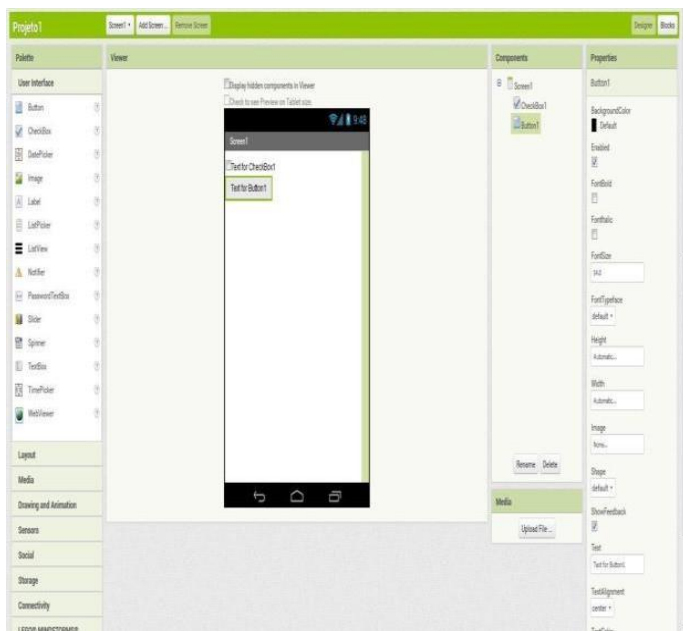 Projeto1
Screen1
Add Screen ...
Remove Screen
Designer
Blocks
Palette
User Interface
Button
CheckBox
DatePicker
Image
Label
ListPicker
ListView
Notifier
PasswordTextBox
Slider
Spinner
TextBox
TimePicker
WebViewer
Layout
Media
Drawing and Animation
Sensors
Social
Storage
Connectivity
LEGO® MINDSTORMS®
Viewer
Display hidden components in Viewer
Check to see Preview on Tablet size.
9:48
Screen1
Text for CheckBox1
Text for Button1
Components
Screen1
CheckBox1
Button1
Rename
Delete
Media
Upload File ...
Properties
Button1
BackgroundColor
Default
Enabled
FontBold
FontItalic
FontSize
14.0
FontTypeface
default
Height
Automatic...
Width
Automatic...
Image
None...
Shape
default
ShowFeedback
Text
Text for Button1
TextAlignment
center
TextColor